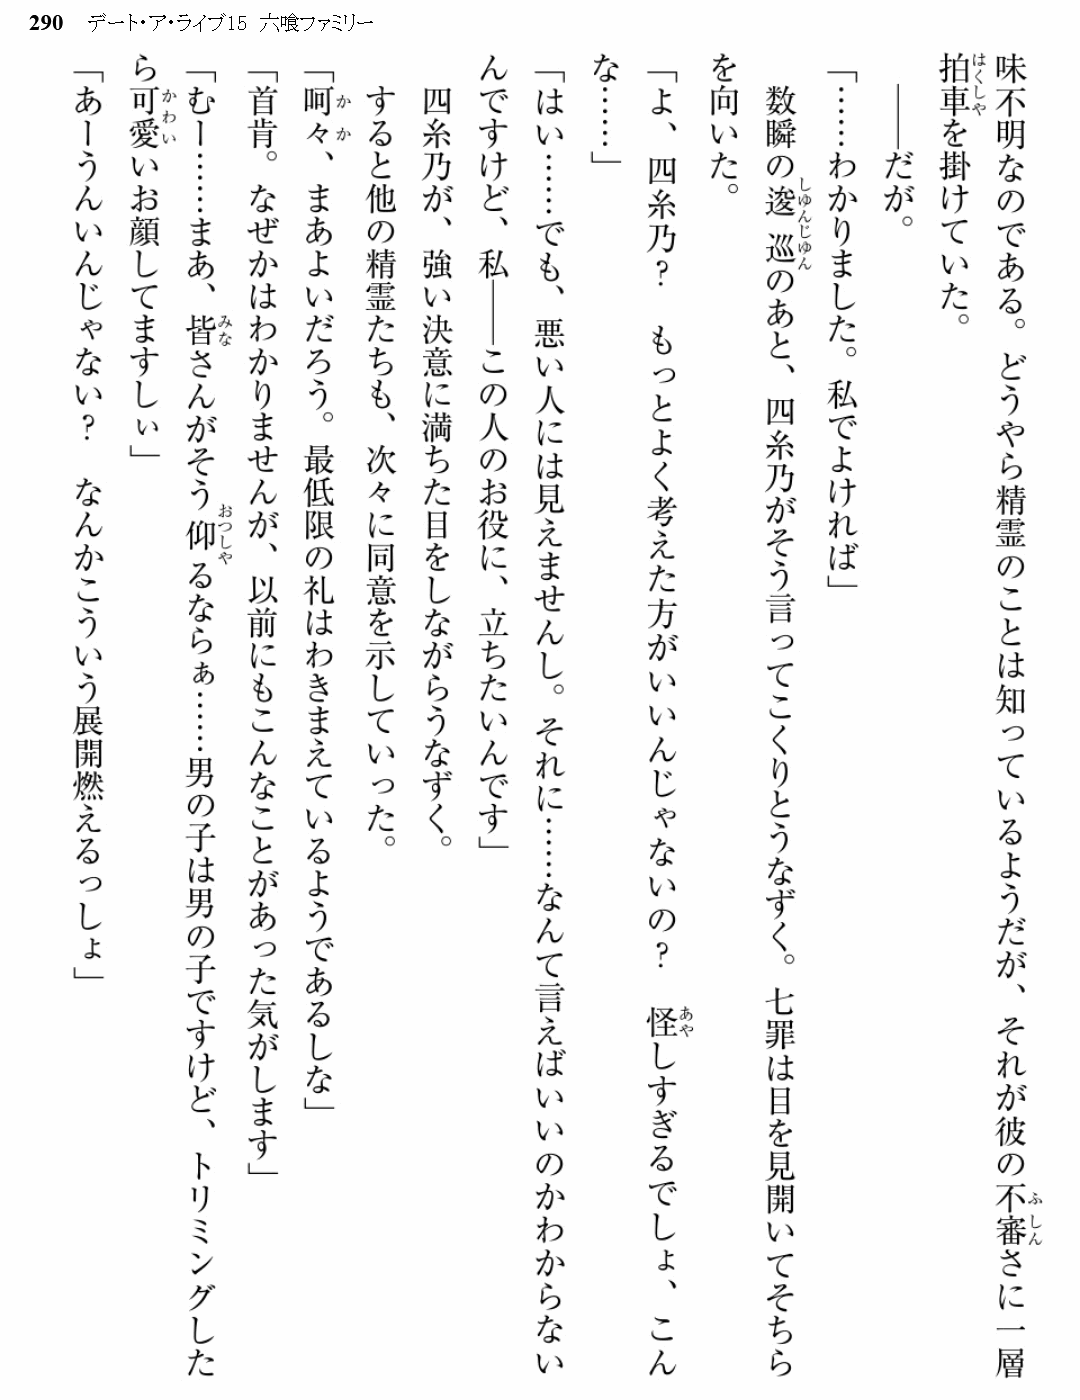 290 デート・ア・ライブ15 六喰ファミリー
味不明なのである。どうやら精霊のことは知っているようだが、それが彼の不審さに一層
拍車を掛けていた。
――だが。
「……わかりました。私でよければ」
数瞬の逡巡のあと、四糸乃がそう言ってこくりとうなずく。七罪は目を見開いてそちら
を向いた。
「よ、四糸乃？　もっとよく考えた方がいいんじゃないの？　怪しすぎるでしょ、こん
な……」
「はい……でも、悪い人には見えませんし。それに……なんて言えばいいのかわからない
んですけど、私――この人のお役に、立ちたいんです」
四糸乃が、強い決意に満ちた目をしながらうなずく。
すると他の精霊たちも、次々に同意を示していった。
「呵々、まあよいだろう。最低限の礼はわきまえているようであるしな」
「首肯。なぜかはわかりませんが、以前にもこんなことがあった気がします」
「むー……まあ、皆さんがそう仰るならぁ……男の子は男の子ですけど、トリミングした
ら可愛いお顔してますしぃ」
「あーうんいいんじゃない？　なんかこういう展開燃えるっしょ」